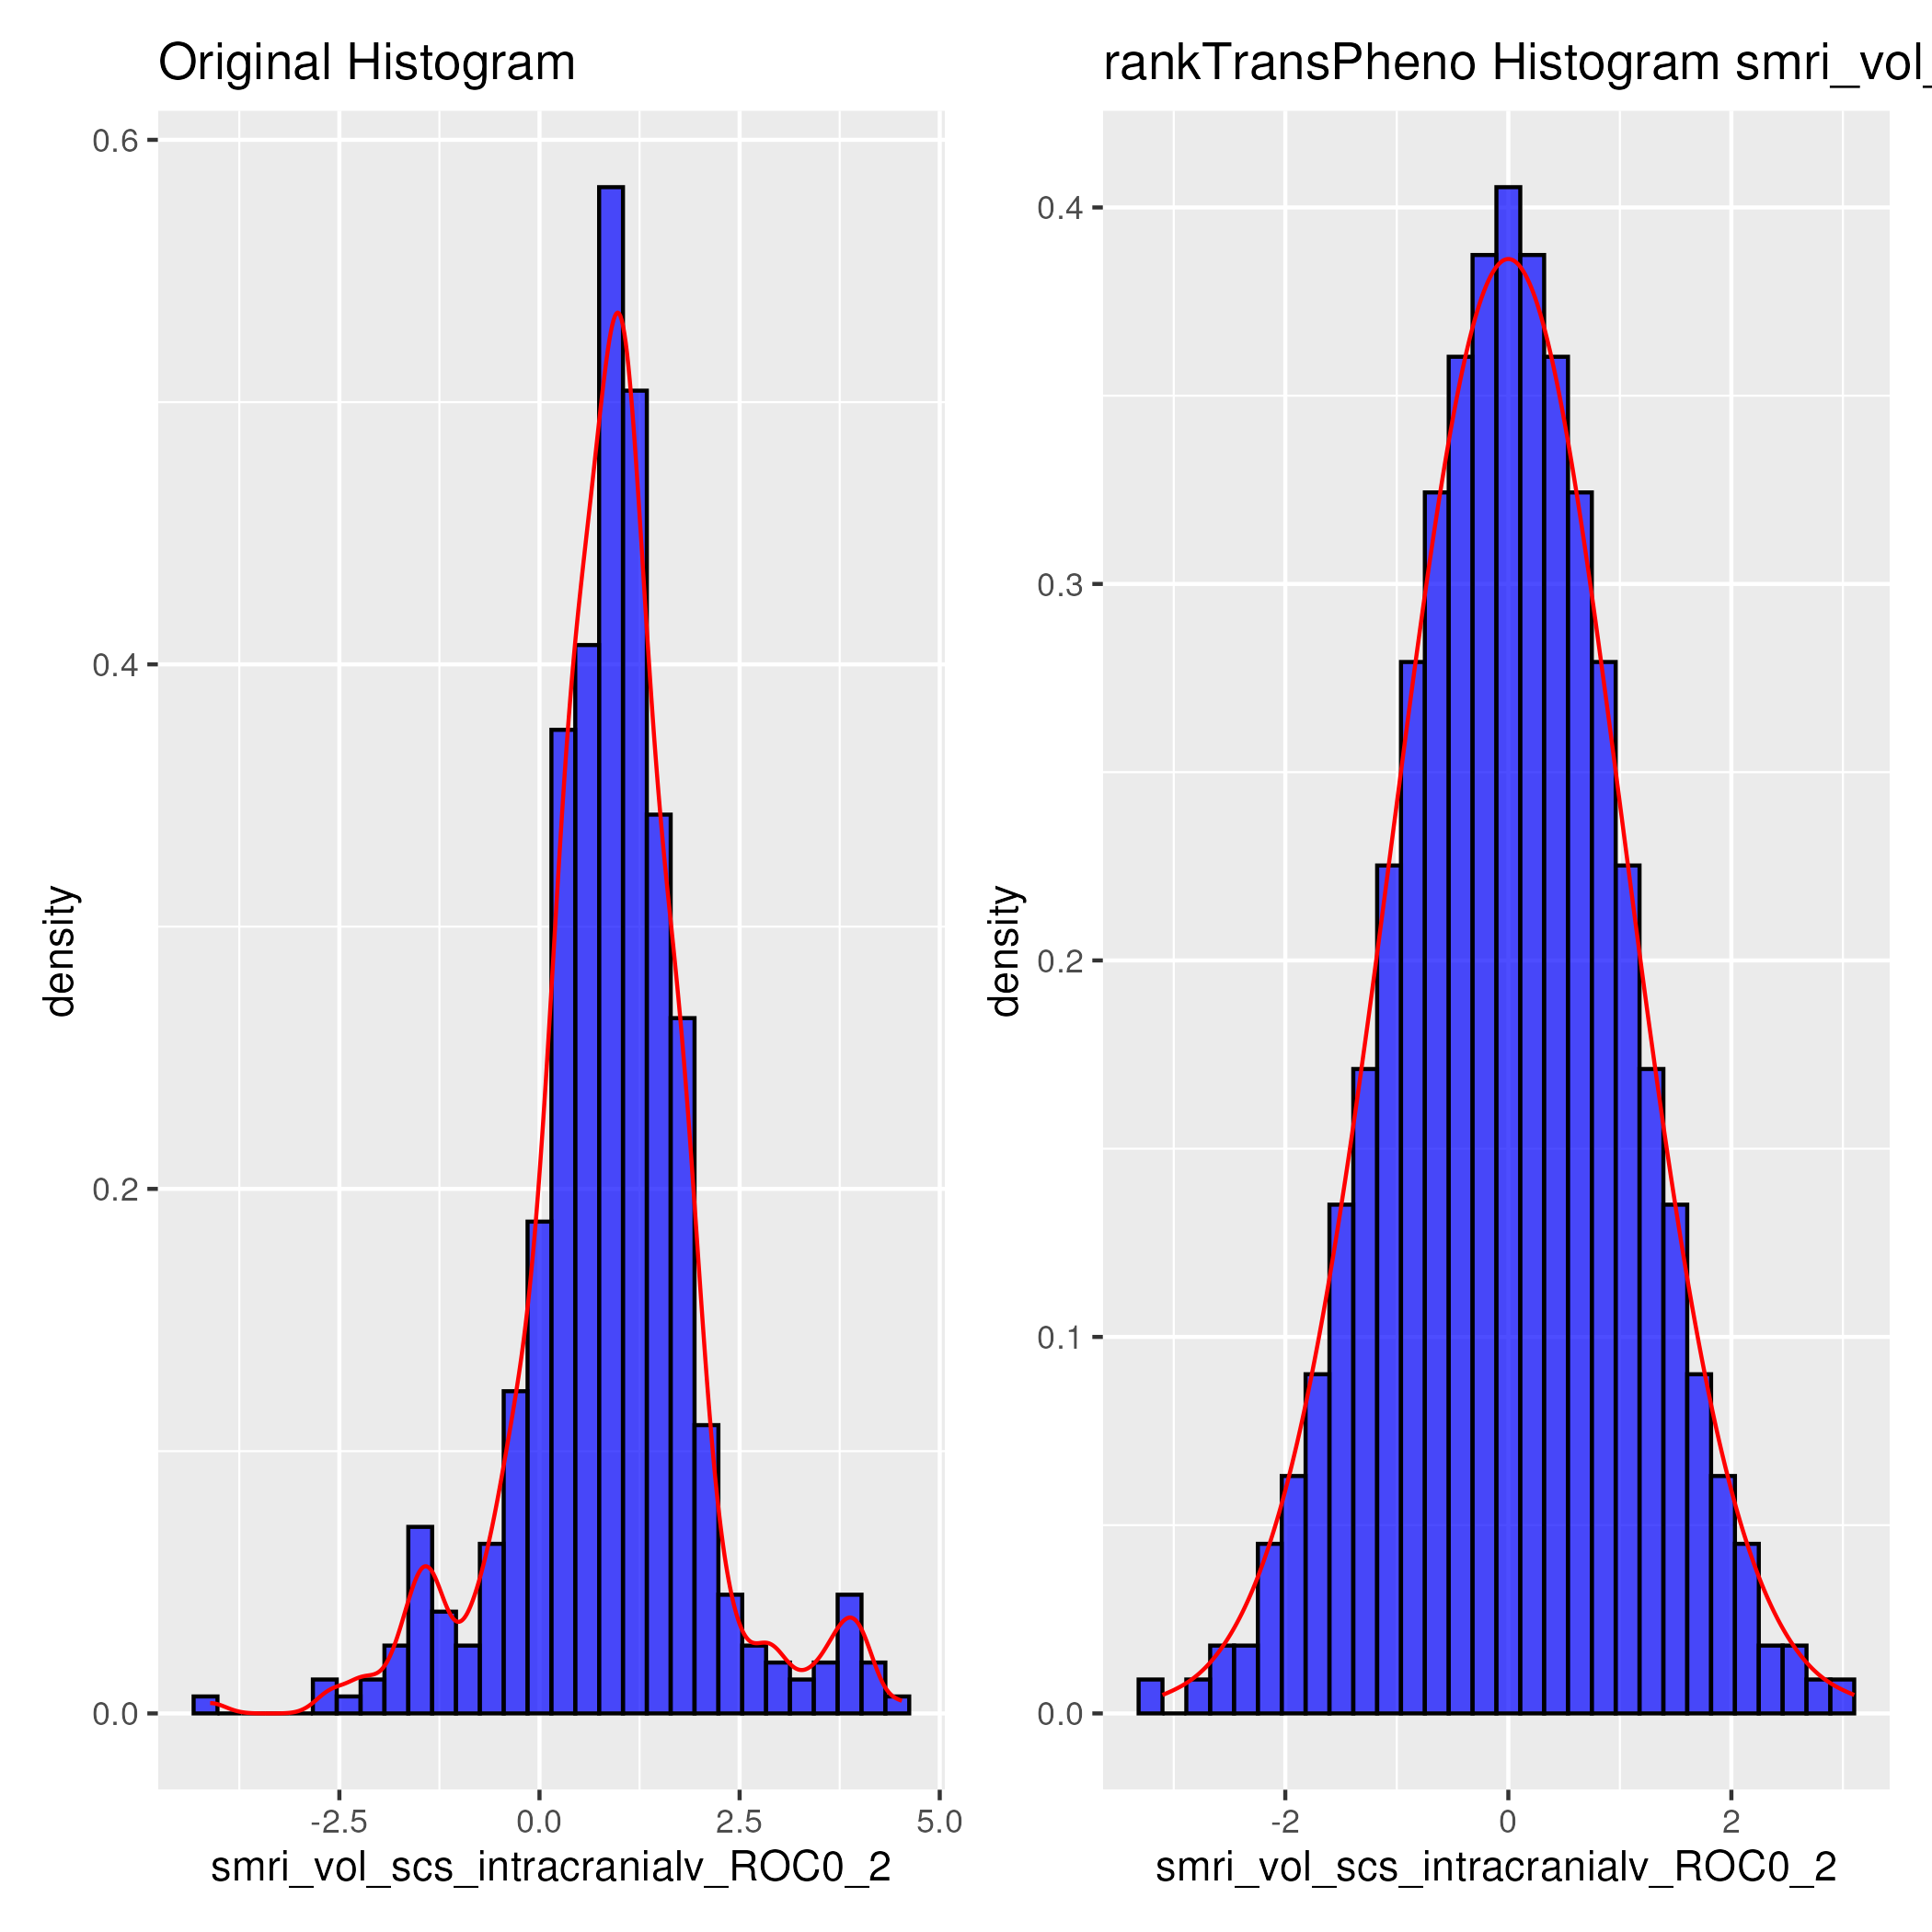 Original Histogram
0.6
0.4
0.2
0.0
density
-2.5 0.0 2.5 5.0
smri_vol_scs_intracranialv_ROC0_2
rankTransPheno Histogram smri_vol_
0.4
0.3
0.2
0.1
0.0
density
-2 0 2
smri_vol_scs_intracranialv_ROC0_2